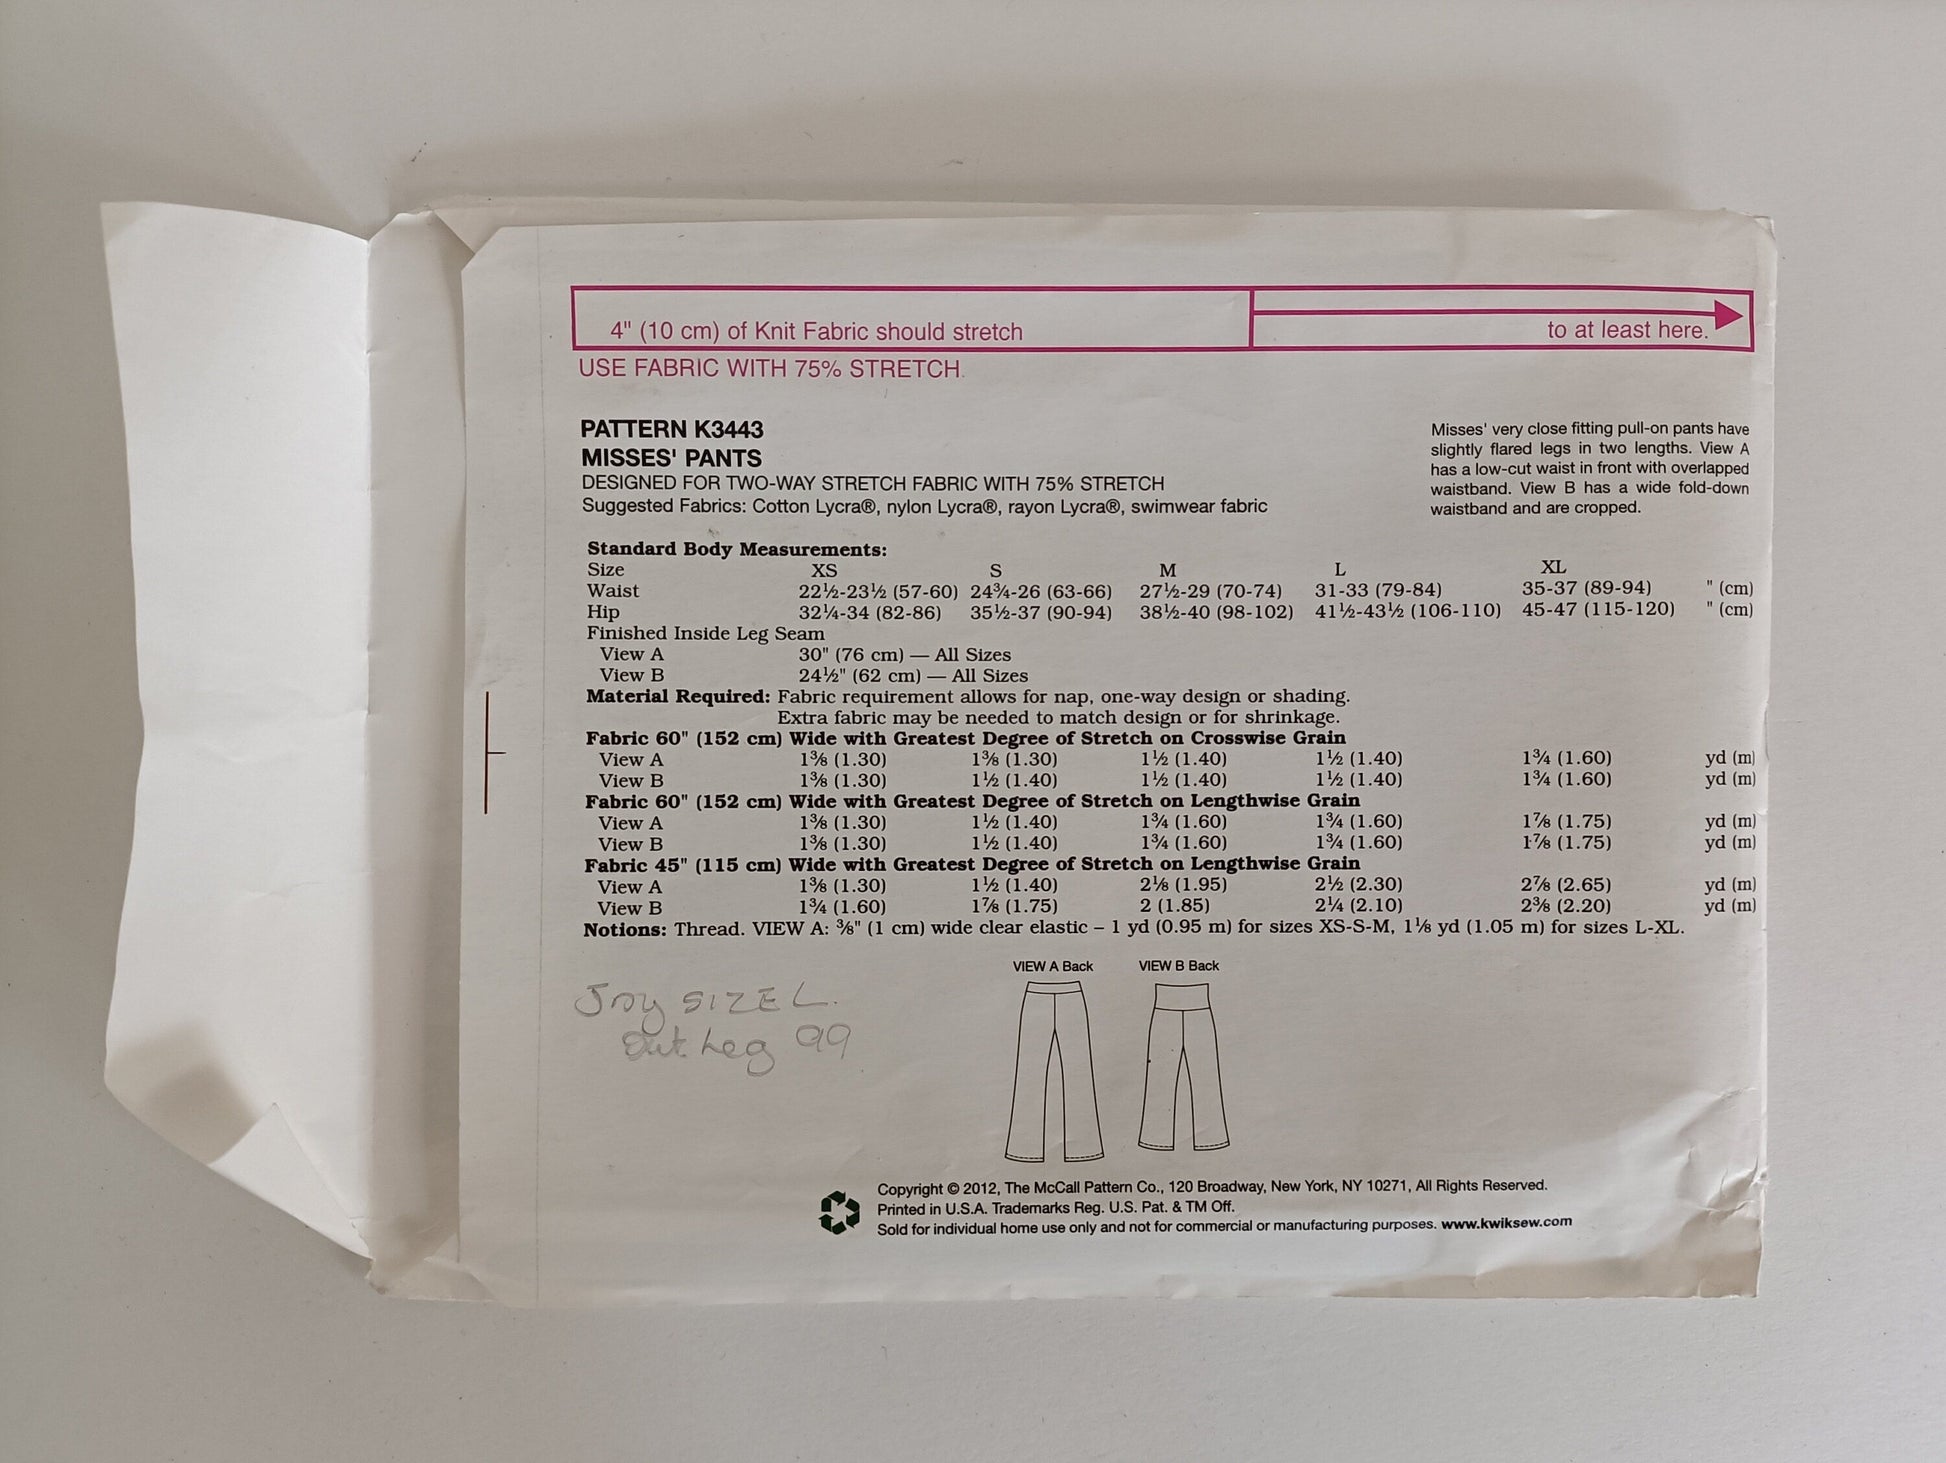 4" (10 cm) of Knit Fabric should stretch to at least here.
USE FABRIC WITH 75% STRETCH.
PATTERN K3443
MISSES' PANTS
DESIGNED FOR TWO-WAY STRETCH FABRIC WITH 75% STRETCH
Suggested Fabrics: Cotton Lycra®, nylon Lycra®, rayon Lycra®, swimwear fabric
Misses' very close fitting pull-on pants have
slightly flared legs in two lengths. View A
has a low-cut waist in front with overlapped
waistband. View B has a wide fold-down
waistband and are cropped.
Standard Body Measurements:
Size XS S M L XL
Waist 22½-23½ (57-60) 24¾-26 (63-66) 27½-29 (70-74) 31-33 (79-84) 35-37 (89-94) " (cm)
Hip 32¼-34 (82-86) 35½-37 (90-94) 38½-40 (98-102) 41½-43½ (106-110) 45-47 (115-120) " (cm)
Finished Inside Leg Seam
View A 30" (76 cm) — All Sizes
View B 24½" (62 cm) — All Sizes
Material Required: Fabric requirement allows for nap, one-way design or shading.
Extra fabric may be needed to match design or for shrinkage.
Fabric 60" (152 cm) Wide with Greatest Degree of Stretch on Crosswise Grain
View A 1⅜ (1.30) 1⅜ (1.30) 1½ (1.40) 1½ (1.40) 1¾ (1.60) yd (m)
View B 1⅜ (1.30) 1½ (1.40) 1½ (1.40) 1½ (1.40) 1¾ (1.60) yd (m)
Fabric 60" (152 cm) Wide with Greatest Degree of Stretch on Lengthwise Grain
View A 1⅜ (1.30) 1½ (1.40) 1¾ (1.60) 1¾ (1.60) 1⅞ (1.75) yd (m)
View B 1⅜ (1.30) 1½ (1.40) 1¾ (1.60) 1¾ (1.60) 1⅞ (1.75) yd (m)
Fabric 45" (115 cm) Wide with Greatest Degree of Stretch on Lengthwise Grain
View A 1⅜ (1.30) 1½ (1.40) 2⅛ (1.95) 2½ (2.30) 2⅞ (2.65) yd (m)
View B 1¾ (1.60) 1⅞ (1.75) 2 (1.85) 2¼ (2.10) 2⅜ (2.20) yd (m)
Notions: Thread. VIEW A: ⅜" (1 cm) wide clear elastic – 1 yd (0.95 m) for sizes XS-S-M, 1⅛ yd (1.05 m) for sizes L-XL.
VIEW A Back VIEW B Back
Joy SIZE L.
Out Leg 99
Copyright © 2012, The McCall Pattern Co., 120 Broadway, New York, NY 10271, All Rights Reserved.
Printed in U.S.A. Trademarks Reg. U.S. Pat. & TM Off.
Sold for individual home use only and not for commercial or manufacturing purposes. www.kwiksew.com